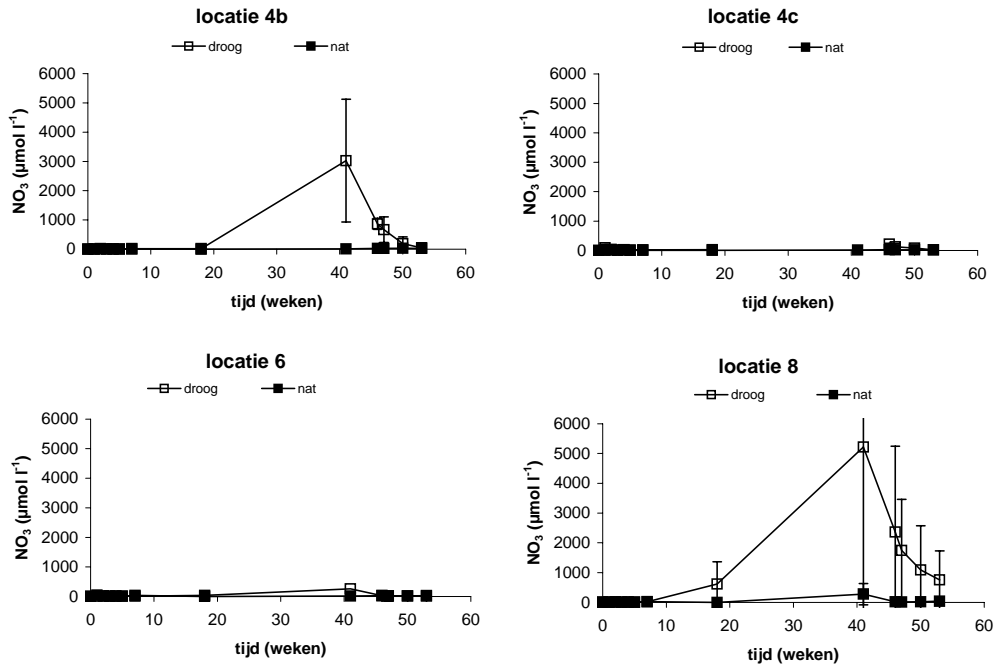 locatie 4b
droog nat
6000
5000
4000
3000
2000
1000
0
NO3 (µmol l-1)
0 10 20 30 40 50 60
tijd (weken)
locatie 4c
droog nat
6000
5000
4000
3000
2000
1000
0
NO3 (µmol l-1)
0 10 20 30 40 50 60
tijd (weken)
locatie 6
droog nat
6000
5000
4000
3000
2000
1000
0
NO3 (µmol l-1)
0 10 20 30 40 50 60
tijd (weken)
locatie 8
droog nat
6000
5000
4000
3000
2000
1000
0
NO3 (µmol l-1)
0 10 20 30 40 50 60
tijd (weken)